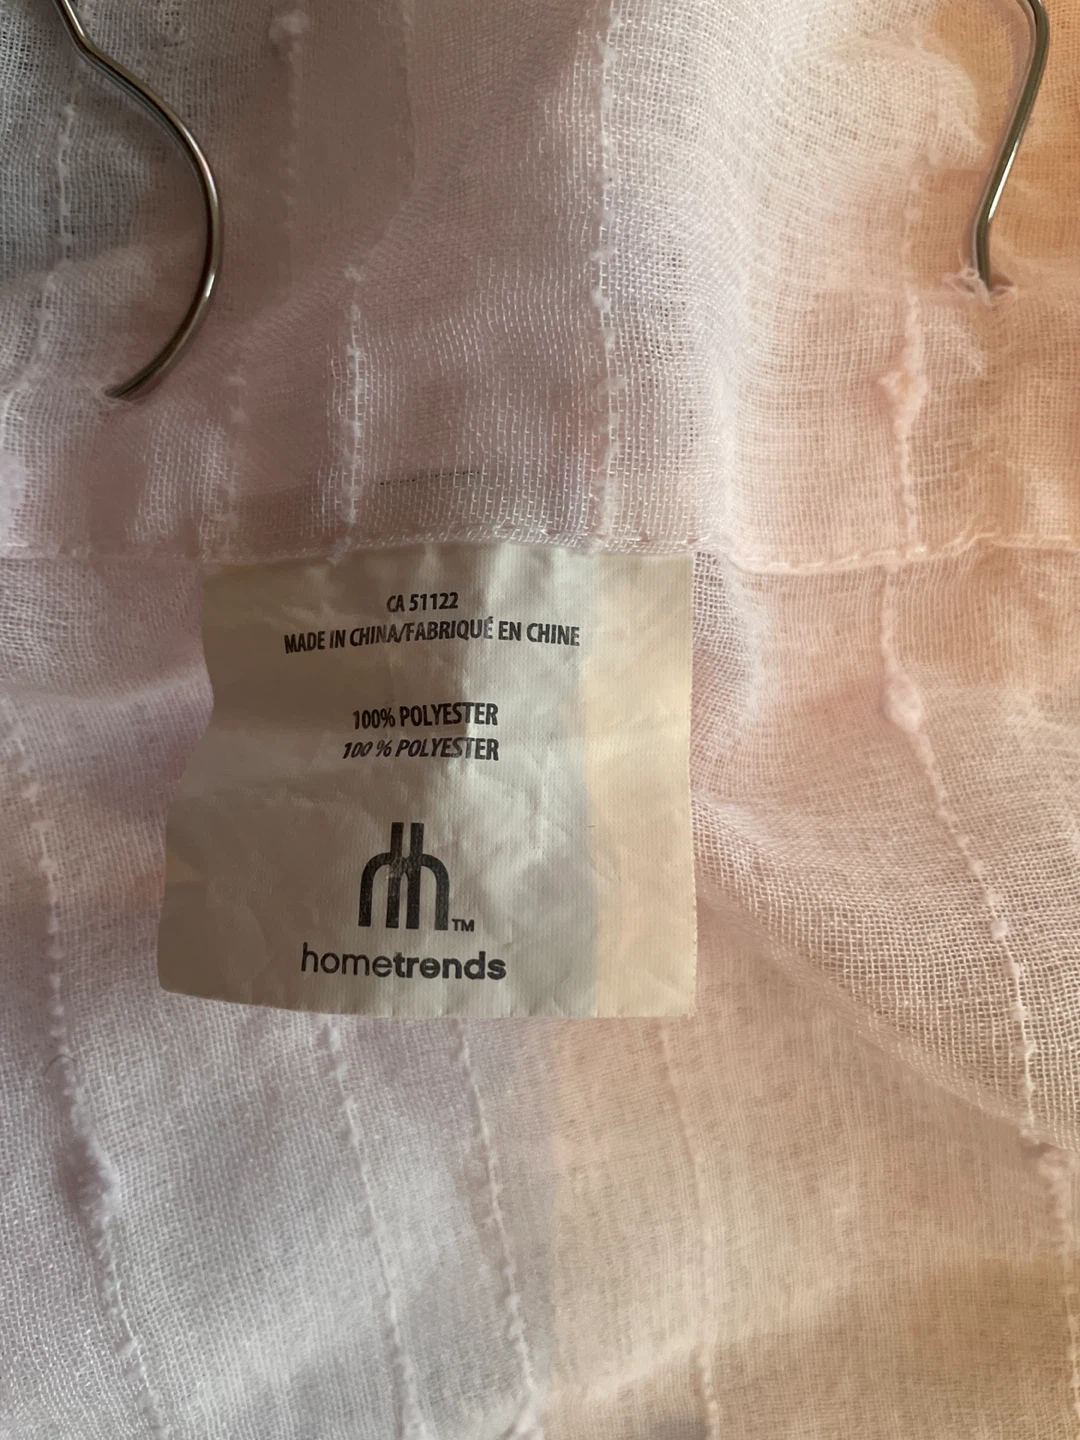 CA 51122
MADE IN CHINA/FABRIQUÉ EN CHINE
100% POLYESTER
100 % POLYESTER
TM
hometrends